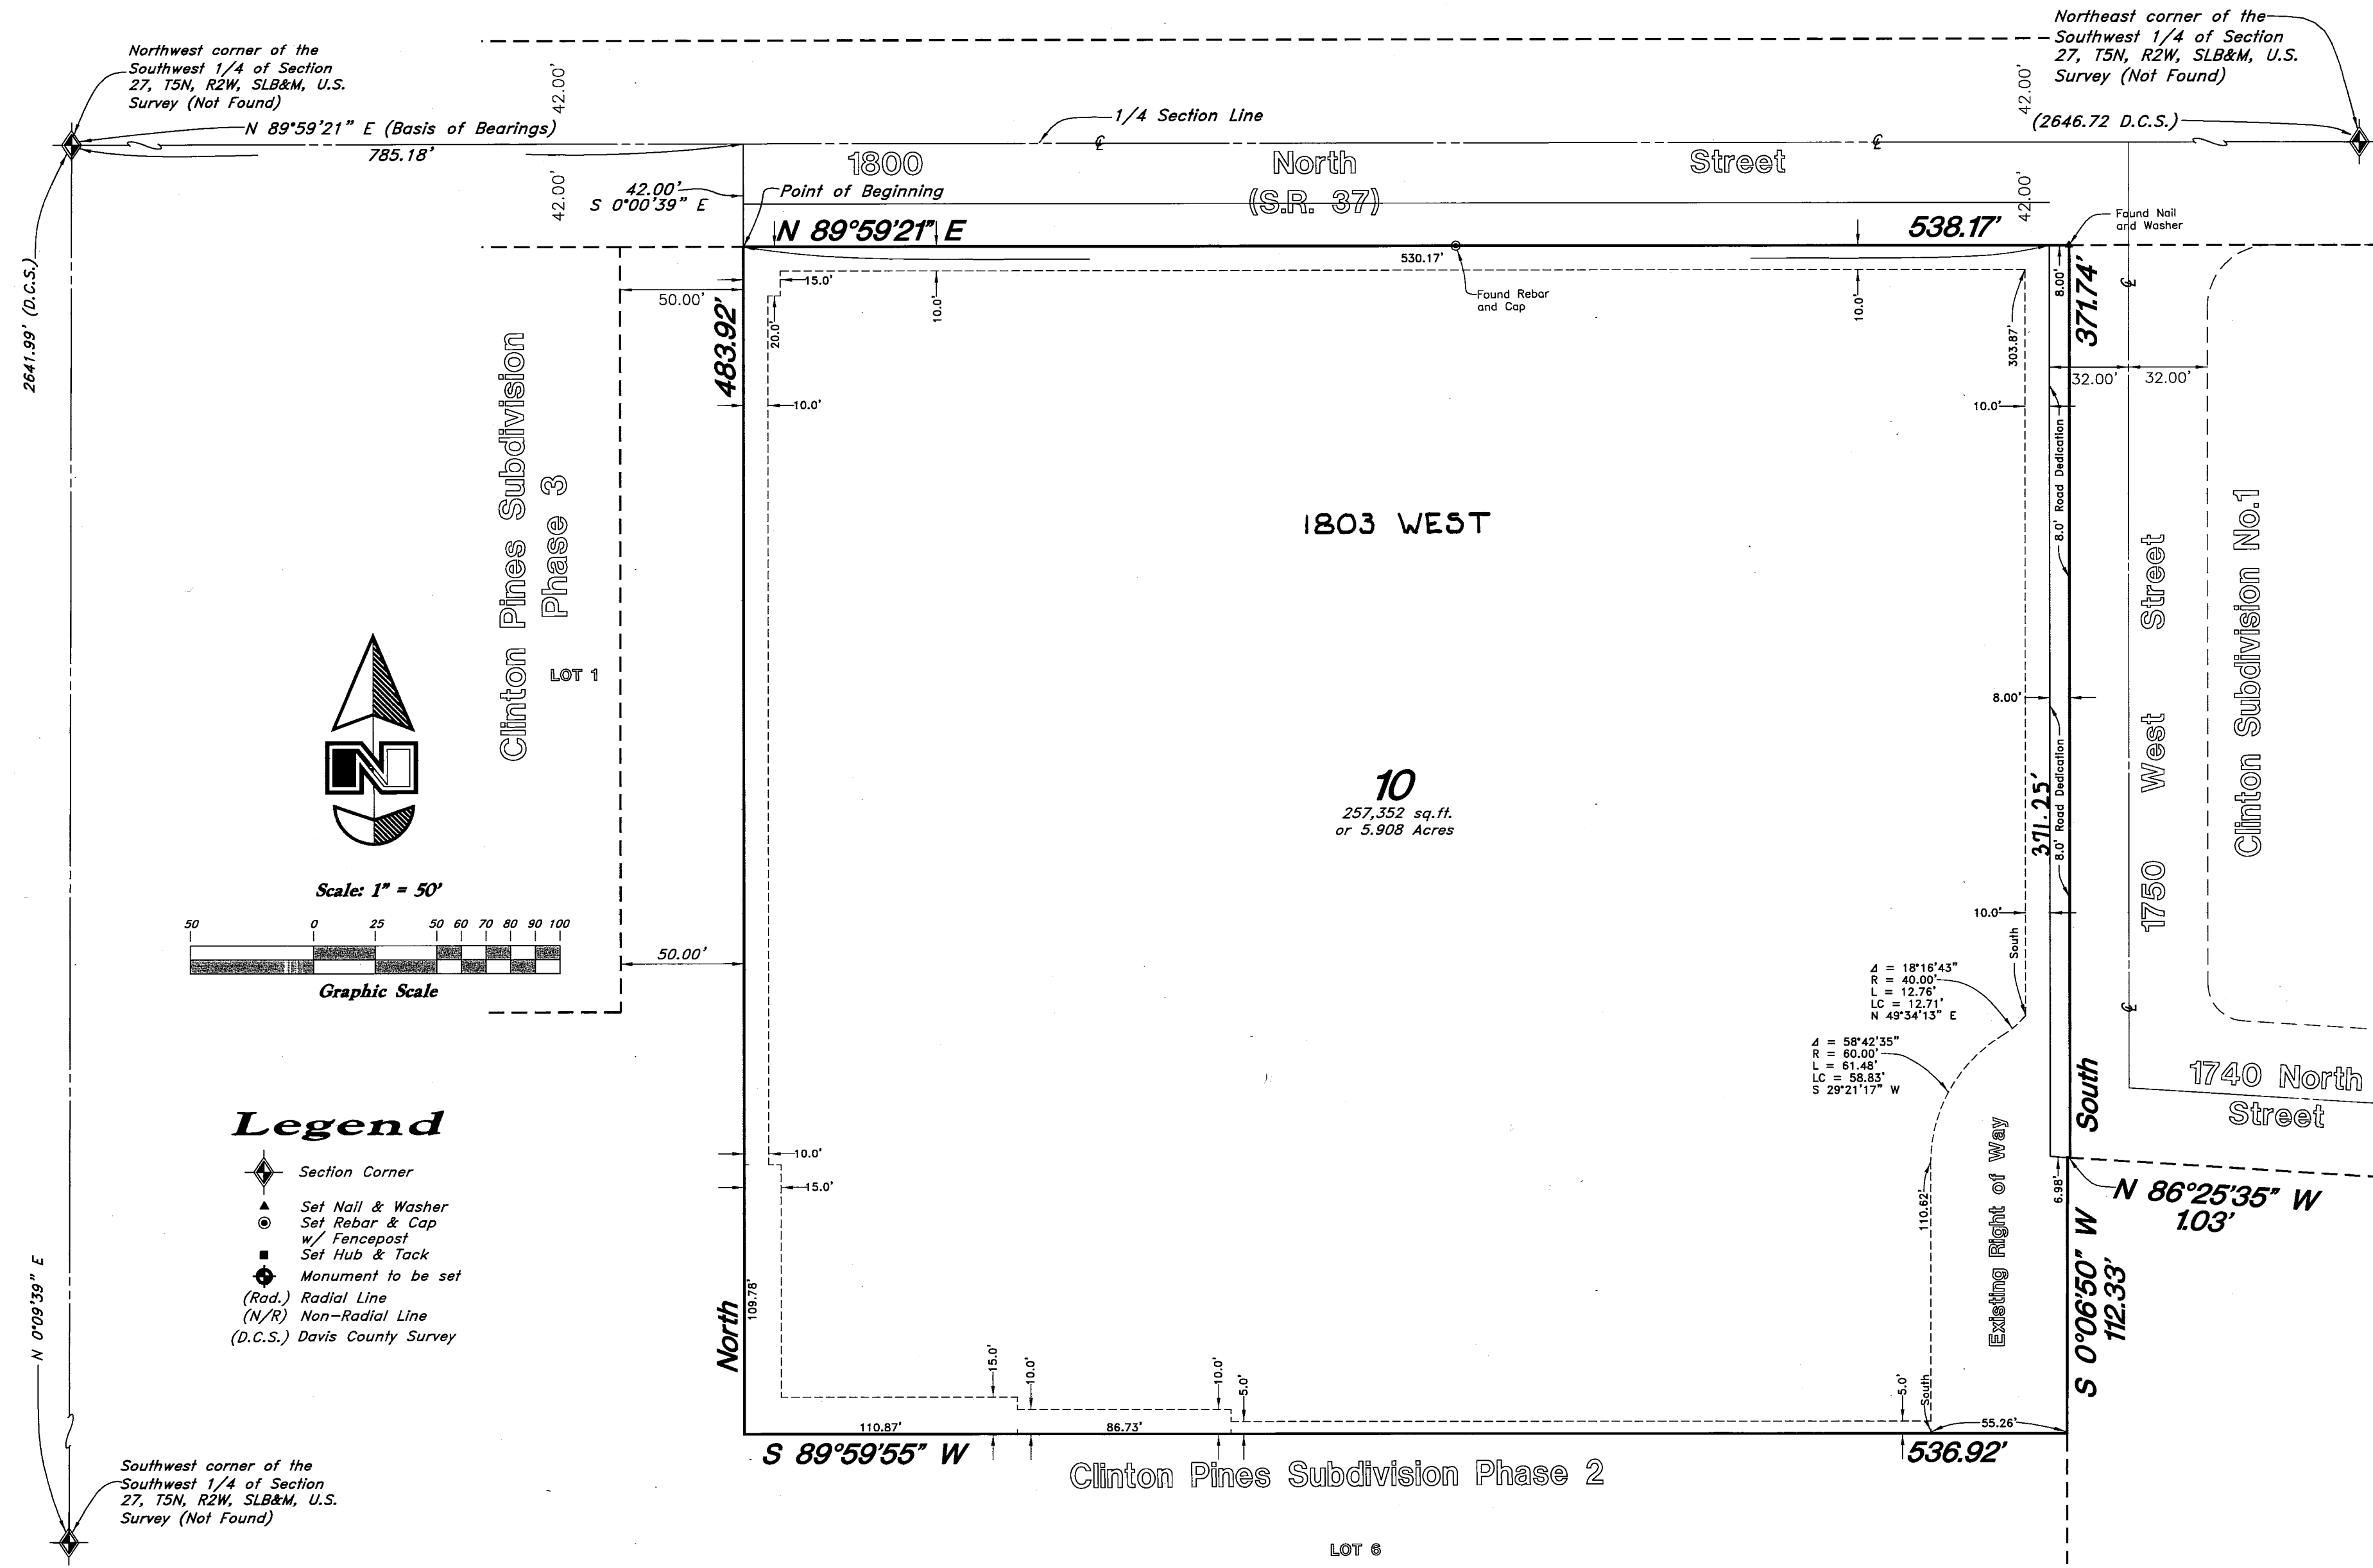 Northwest corner of the
Southwest 1/4 of Section
27, T5N, R2W, SLB&M, U.S.
Survey (Not Found)
N 89°59'21" E (Basis of Bearings)
785.18'
42.00'
42.00'
1/4 Section Line
1800 North Street
(S.R. 37)
42.00'
42.00'
Northeast corner of the
Southwest 1/4 of Section
27, T5N, R2W, SLB&M, U.S.
Survey (Not Found)
(2646.72 D.C.S.)
42.00'
S 0°00'39" E
Point of Beginning
N 89°59'21" E
538.17'
530.17'
Found Nail
and Washer
Found Rebar
and Cap
2641.99' (D.C.S.)
50.00'
15.0'
10.0'
10.0'
20.0'
483.92'
10.0'
303.87'
8.00'
371.74'
32.00'
32.00'
10.0'
8.0' Road Dedication
Clinton Pines Subdivision
Phase 3
LOT 1
1803 WEST
10
257,352 sq.ft.
or 5.908 Acres
8.00'
371.25'
8.0' Road Dedication
10.0'
South
1750 West Street
Clinton Subdivision No.1
N
Scale: 1" = 50'
50 0 25 50 60 70 80 90 100
Graphic Scale
50.00'
Δ = 18°16'43"
R = 40.00'
L = 12.76'
LC = 12.71'
N 49°34'13" E
Δ = 58°42'35"
R = 60.00'
L = 61.48'
LC = 58.83'
S 29°21'17" W
1740 North
Street
South
Existing Right of Way
110.62'
6.98'
N 86°25'35" W
1.03'
S 0°06'50" W
112.33'
Legend
Section Corner
Set Nail & Washer
Set Rebar & Cap
w/ Fencepost
Set Hub & Tack
Monument to be set
(Rad.) Radial Line
(N/R) Non-Radial Line
(D.C.S.) Davis County Survey
N 0°09'39" E
10.0'
15.0'
109.78'
North
15.0'
10.0'
10.0'
5.0'
5.0'
South
110.87'
86.73'
55.26'
S 89°59'55" W
536.92'
Clinton Pines Subdivision Phase 2
LOT 6
Southwest corner of the
Southwest 1/4 of Section
27, T5N, R2W, SLB&M, U.S.
Survey (Not Found)